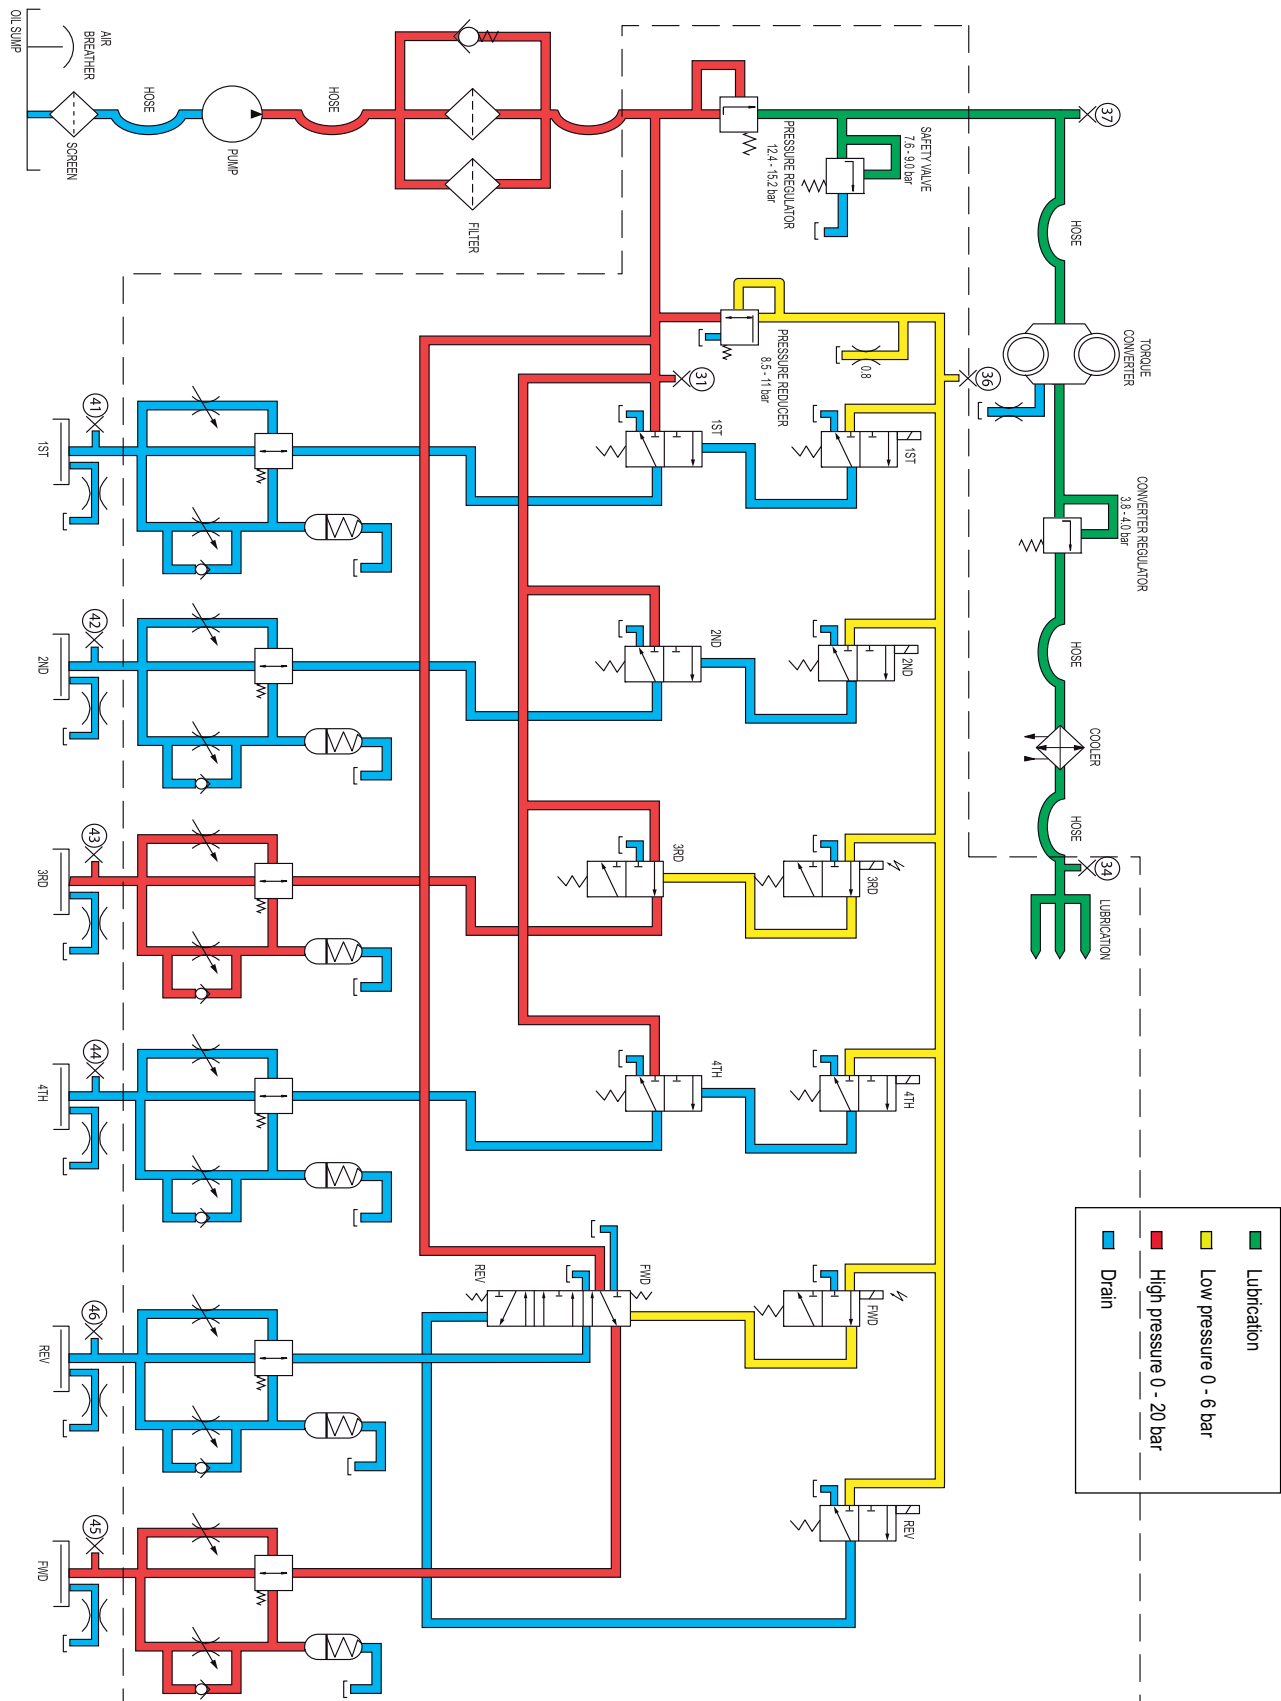 OIL SUMP
AIR
BREATHER
SCREEN
HOSE
PUMP
HOSE
FILTER
PRESSURE REGULATOR
12.4 - 15.2 bar
SAFETY VALVE
7.6 - 9.0 bar
37
HOSE
TORQUE
CONVERTER
CONVERTER REGULATOR
3.8 - 4.0 bar
HOSE
COOLER
HOSE
34
LUBRICATION
PRESSURE REDUCER
8.5 - 11 bar
0.8
36
31
1ST
1ST
2ND
2ND
3RD
3RD
4TH
4TH
FWD
REV
FWD
REV
41
1ST
42
2ND
43
3RD
44
4TH
46
REV
45
FWD
Lubrication
Low pressure 0 - 6 bar
High pressure 0 - 20 bar
Drain